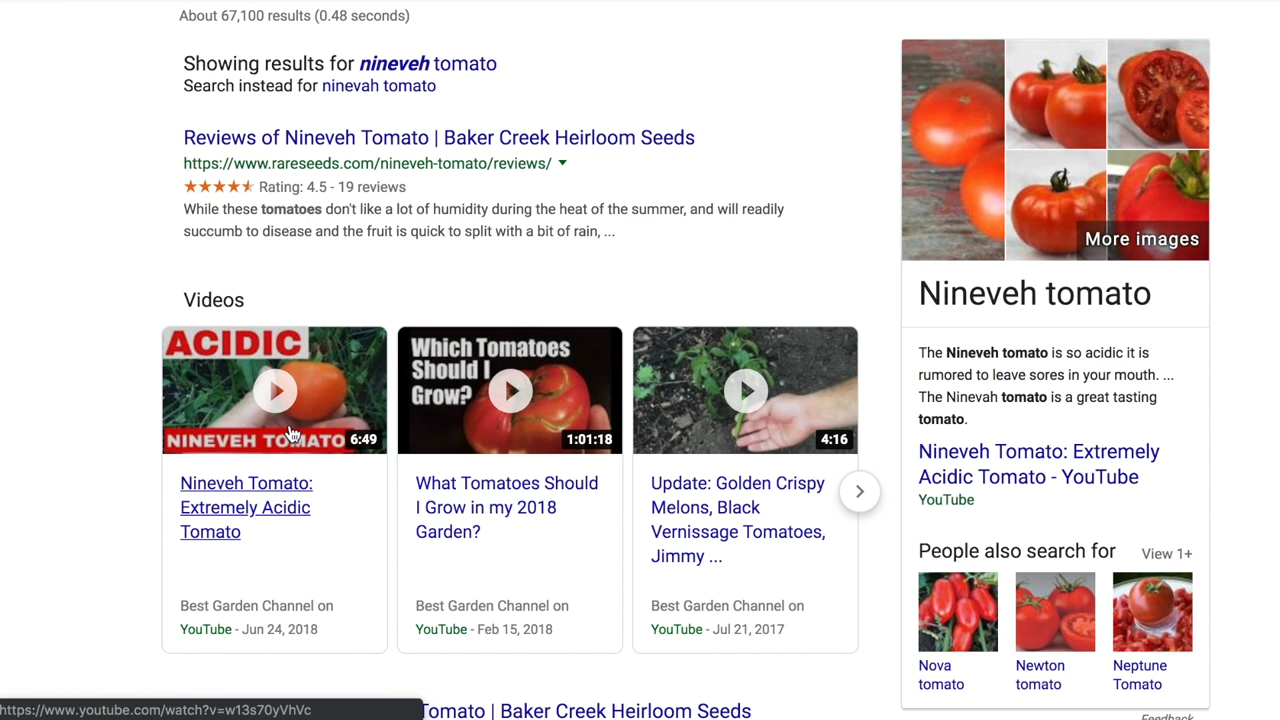 About 67,100 results (0.48 seconds)
Showing results for nineveh tomato
Search instead for ninevah tomato
Reviews of Nineveh Tomato | Baker Creek Heirloom Seeds
https://www.rareseeds.com/nineveh-tomato/reviews/
Rating: 4.5 - 19 reviews
While these tomatoes don't like a lot of humidity during the heat of the summer, and will readily
succumb to disease and the fruit is quick to split with a bit of rain, ...
Videos
ACIDIC
NINEVEH TOMATO
6:49
Nineveh Tomato:
Extremely Acidic
Tomato
Best Garden Channel on
YouTube - Jun 24, 2018
Which Tomatoes
Should I
Grow?
1:01:18
What Tomatoes Should
I Grow in my 2018
Garden?
Best Garden Channel on
YouTube - Feb 15, 2018
4:16
Update: Golden Crispy
Melons, Black
Vernissage Tomatoes,
Jimmy ...
Best Garden Channel on
YouTube - Jul 21, 2017
Tomato | Baker Creek Heirloom Seeds
https://www.youtube.com/watch?v=w13s70yVhVc
More images
Nineveh tomato
The Nineveh tomato is so acidic it is
rumored to leave sores in your mouth. ...
The Ninevah tomato is a great tasting
tomato.
Nineveh Tomato: Extremely
Acidic Tomato - YouTube
YouTube
People also search for
View 1+
Nova
tomato
Newton
tomato
Neptune
Tomato
Feedback